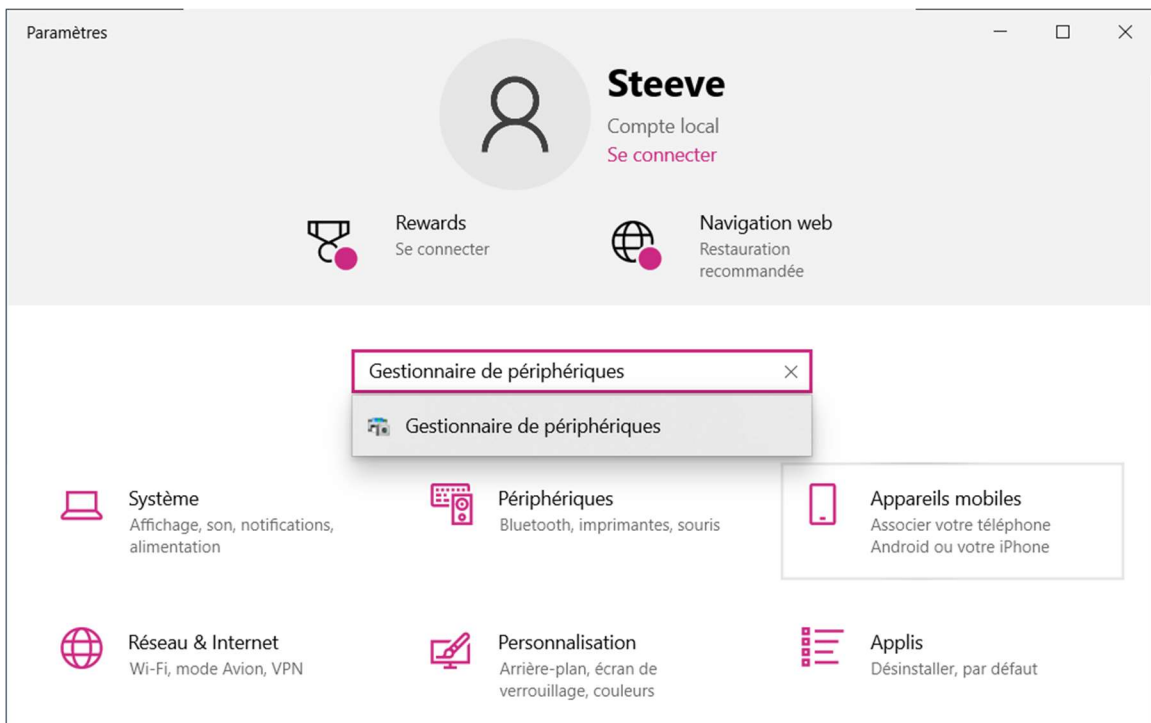 Paramètres
Steeve
Compte local
Se connecter
Rewards
Se connecter
Navigation web
Restauration
recommandée
Gestionnaire de périphériques
Gestionnaire de périphériques
Système
Affichage, son, notifications,
alimentation
Périphériques
Bluetooth, imprimantes, souris
Appareils mobiles
Associer votre téléphone
Android ou votre iPhone
Réseau & Internet
Wi-Fi, mode Avion, VPN
Personnalisation
Arrière-plan, écran de
verrouillage, couleurs
Applis
Désinstaller, par défaut